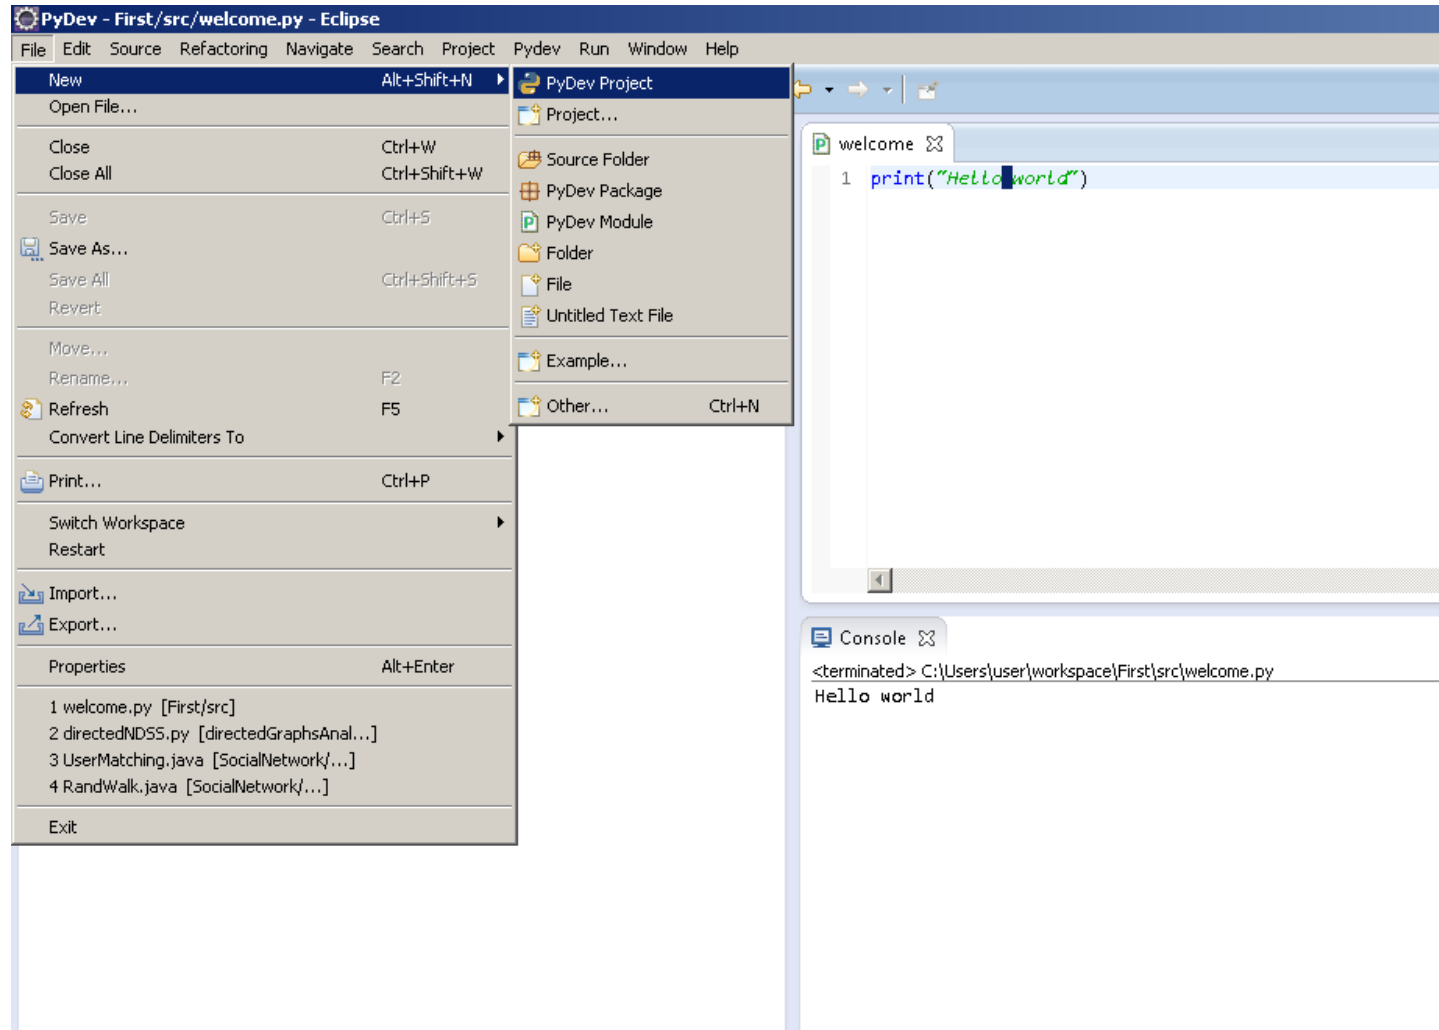 PyDev - First/src/welcome.py - Eclipse
File Edit Source Refactoring Navigate Search Project Pydev Run Window Help
New Alt+Shift+N
Open File...
Close Ctrl+W
Close All Ctrl+Shift+W
Save Ctrl+S
Save As...
Save All Ctrl+Shift+S
Revert
Move...
Rename... F2
Refresh F5
Convert Line Delimiters To
Print... Ctrl+P
Switch Workspace
Restart
Import...
Export...
Properties Alt+Enter
1 welcome.py [First/src]
2 directedNDSS.py [directedGraphsAnal...]
3 UserMatching.java [SocialNetwork/...]
4 RandWalk.java [SocialNetwork/...]
Exit
PyDev Project
Project...
Source Folder
PyDev Package
PyDev Module
Folder
File
Untitled Text File
Example...
Other... Ctrl+N
welcome
1 print("Hello world")
Console
<terminated> C:\Users\user\workspace\First\src\welcome.py
Hello world